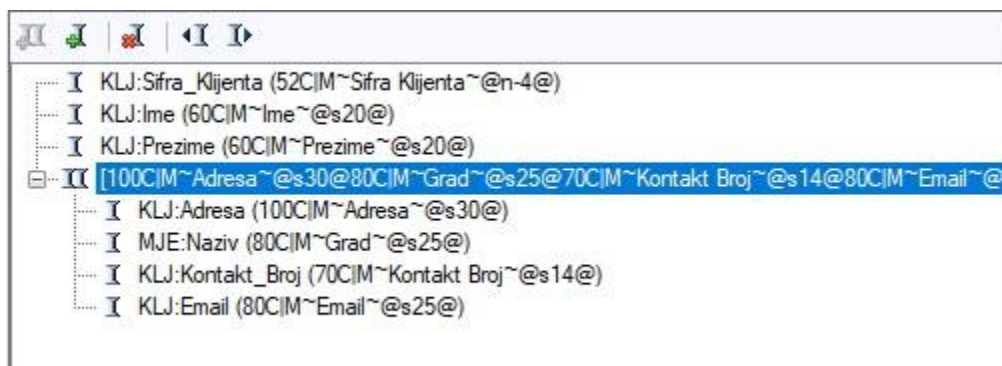 KLJ:Sifra_Klijenta (52C|M~Sifra Klijenta~@n-4@)
KLJ:Ime (60C|M~Ime~@s20@)
KLJ:Prezime (60C|M~Prezime~@s20@)
[100C|M~Adresa~@s30@80C|M~Grad~@s25@70C|M~Kontakt Broj~@s14@80C|M~Email~@
KLJ:Adresa (100C|M~Adresa~@s30@)
MJE:Naziv (80C|M~Grad~@s25@)
KLJ:Kontakt_Broj (70C|M~Kontakt Broj~@s14@)
KLJ:Email (80C|M~Email~@s25@)